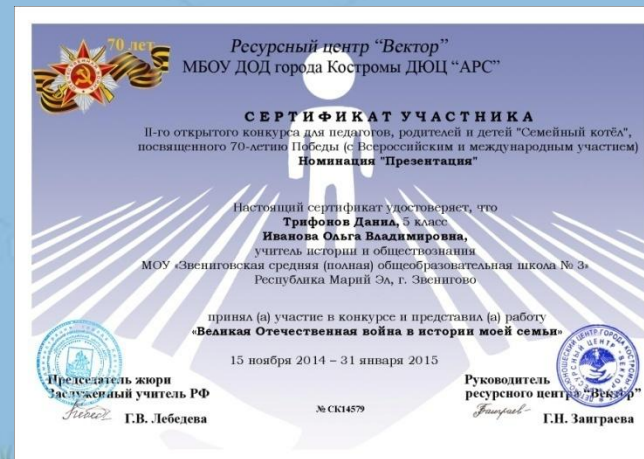 70 лет
Ресурсный центр "Вектор"
МБОУ ДОД города Костромы ДЮЦ "АРС"
СЕРТИФИКАТ УЧАСТНИКА
II-го открытого конкурса для педагогов, родителей и детей "Семейный котёл",
посвященного 70-летию Победы (с Всероссийским и международным участием)
Номинация "Презентация"
Настоящий сертификат удостоверяет, что
Трифонов Данил, 5 класс
Иванова Ольга Владимировна,
учитель истории и обществознания
МОУ «Звениговская средняя (полная) общеобразовательная школа № 3»
Республика Марий Эл, г. Звенигово
принял (а) участие в конкурсе и представил (а) работу
«Великая Отечественная война в истории моей семьи»
15 ноября 2014 – 31 января 2015
Председатель жюри
Заслуженный учитель РФ
Г.В. Лебедева
№ СК14579
Руководитель
ресурсного центра "Вектор"
Г.Н. Заиграева